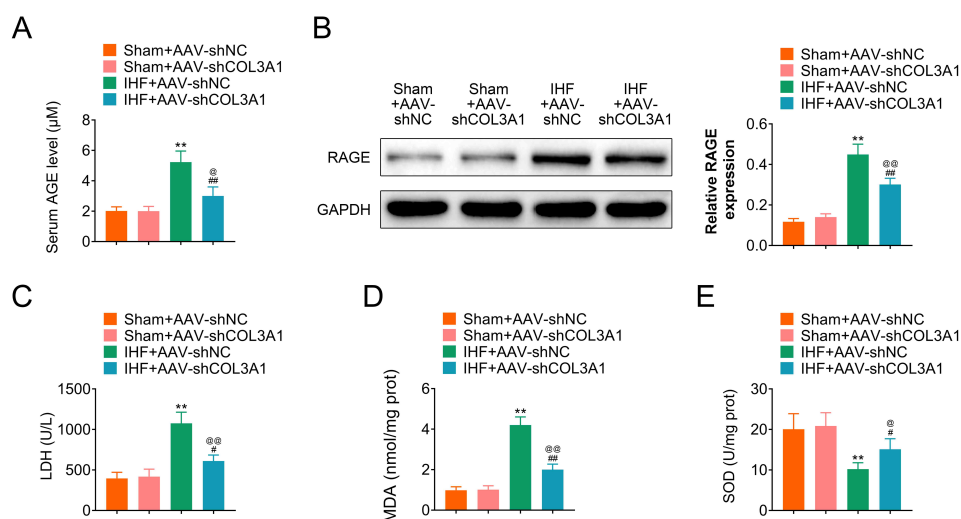 A
Sham+AAV-shNC
Sham+AAV-shCOL3A1
IHF+AAV-shNC
IHF+AAV-shCOL3A1
Serum AGE level (μM)
8
6
4
2
0
**
@
##
B
Sham
+AAV-
shNC
Sham
+AAV-
shCOL3A1
IHF
+AAV-
shNC
IHF
+AAV-
shCOL3A1
RAGE
GAPDH
Sham+AAV-shNC
Sham+AAV-shCOL3A1
IHF+AAV-shNC
IHF+AAV-shCOL3A1
Relative RAGE
expression
0.6
0.4
0.2
0.0
**
@@
##
C
Sham+AAV-shNC
Sham+AAV-shCOL3A1
IHF+AAV-shNC
IHF+AAV-shCOL3A1
LDH (U/L)
1500
1000
500
0
**
@@
#
D
Sham+AAV-shNC
Sham+AAV-shCOL3A1
IHF+AAV-shNC
IHF+AAV-shCOL3A1
MDA (nmol/mg prot)
6
4
2
0
**
@@
##
E
Sham+AAV-shNC
Sham+AAV-shCOL3A1
IHF+AAV-shNC
IHF+AAV-shCOL3A1
SOD (U/mg prot)
30
20
10
0
**
@
#